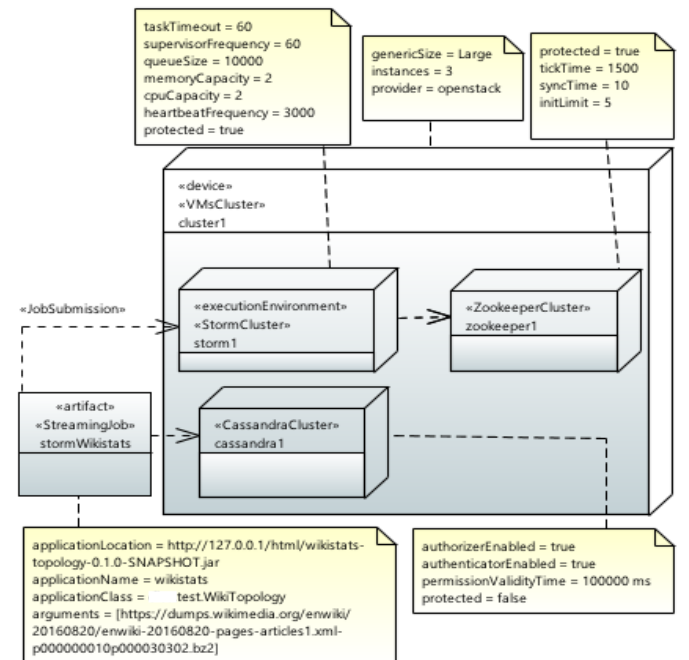 taskTimeout = 60
supervisorFrequency = 60
queueSize = 10000
memoryCapacity = 2
cpuCapacity = 2
heartbeatFrequency = 3000
protected = true
genericSize = Large
instances = 3
provider = openstack
protected = true
tickTime = 1500
syncTime = 10
initLimit = 5
«device»
«VMsCluster»
cluster1
«JobSubmission»
«executionEnvironment»
«StormCluster»
storm1
«ZookeeperCluster»
zookeeper1
«artifact»
«StreamingJob»
stormWikistats
«CassandraCluster»
cassandra1
applicationLocation = http://127.0.0.1/html/wikistats-
topology-0.1.0-SNAPSHOT.jar
applicationName = wikistats
applicationClass = test.WikiTopology
arguments = [https://dumps.wikimedia.org/enwiki/
20160820/enwiki-20160820-pages-articles1.xml-
p000000010p000030302.bz2]
authorizerEnabled = true
authenticatorEnabled = true
permissionValidityTime = 100000 ms
protected = false